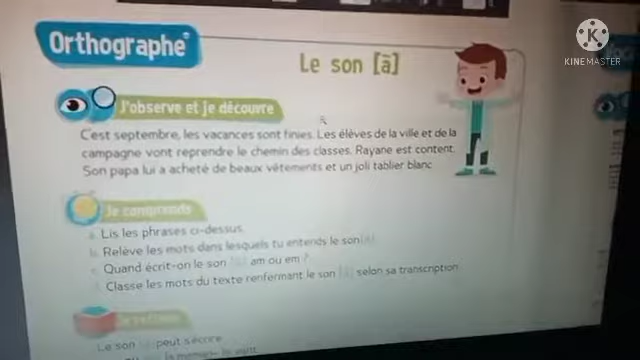 KINEMASTER
Orthographe
Le son [ã]
J'observe et je découvre
C'est septembre, les vacances sont finies. Les élèves de la ville et de la
campagne vont reprendre le chemin des classes. Rayane est content.
Son papa lui a acheté de beaux vêtements et un joli tablier blanc
Je comprends
a. Lis les phrases ci-dessus.
b. Relève les mots dans lesquels tu entends le son
Quand écrit-on le son am ou em ?
Classe les mots du texte renfermant le son selon sa transcription
Le son peut s'écrire